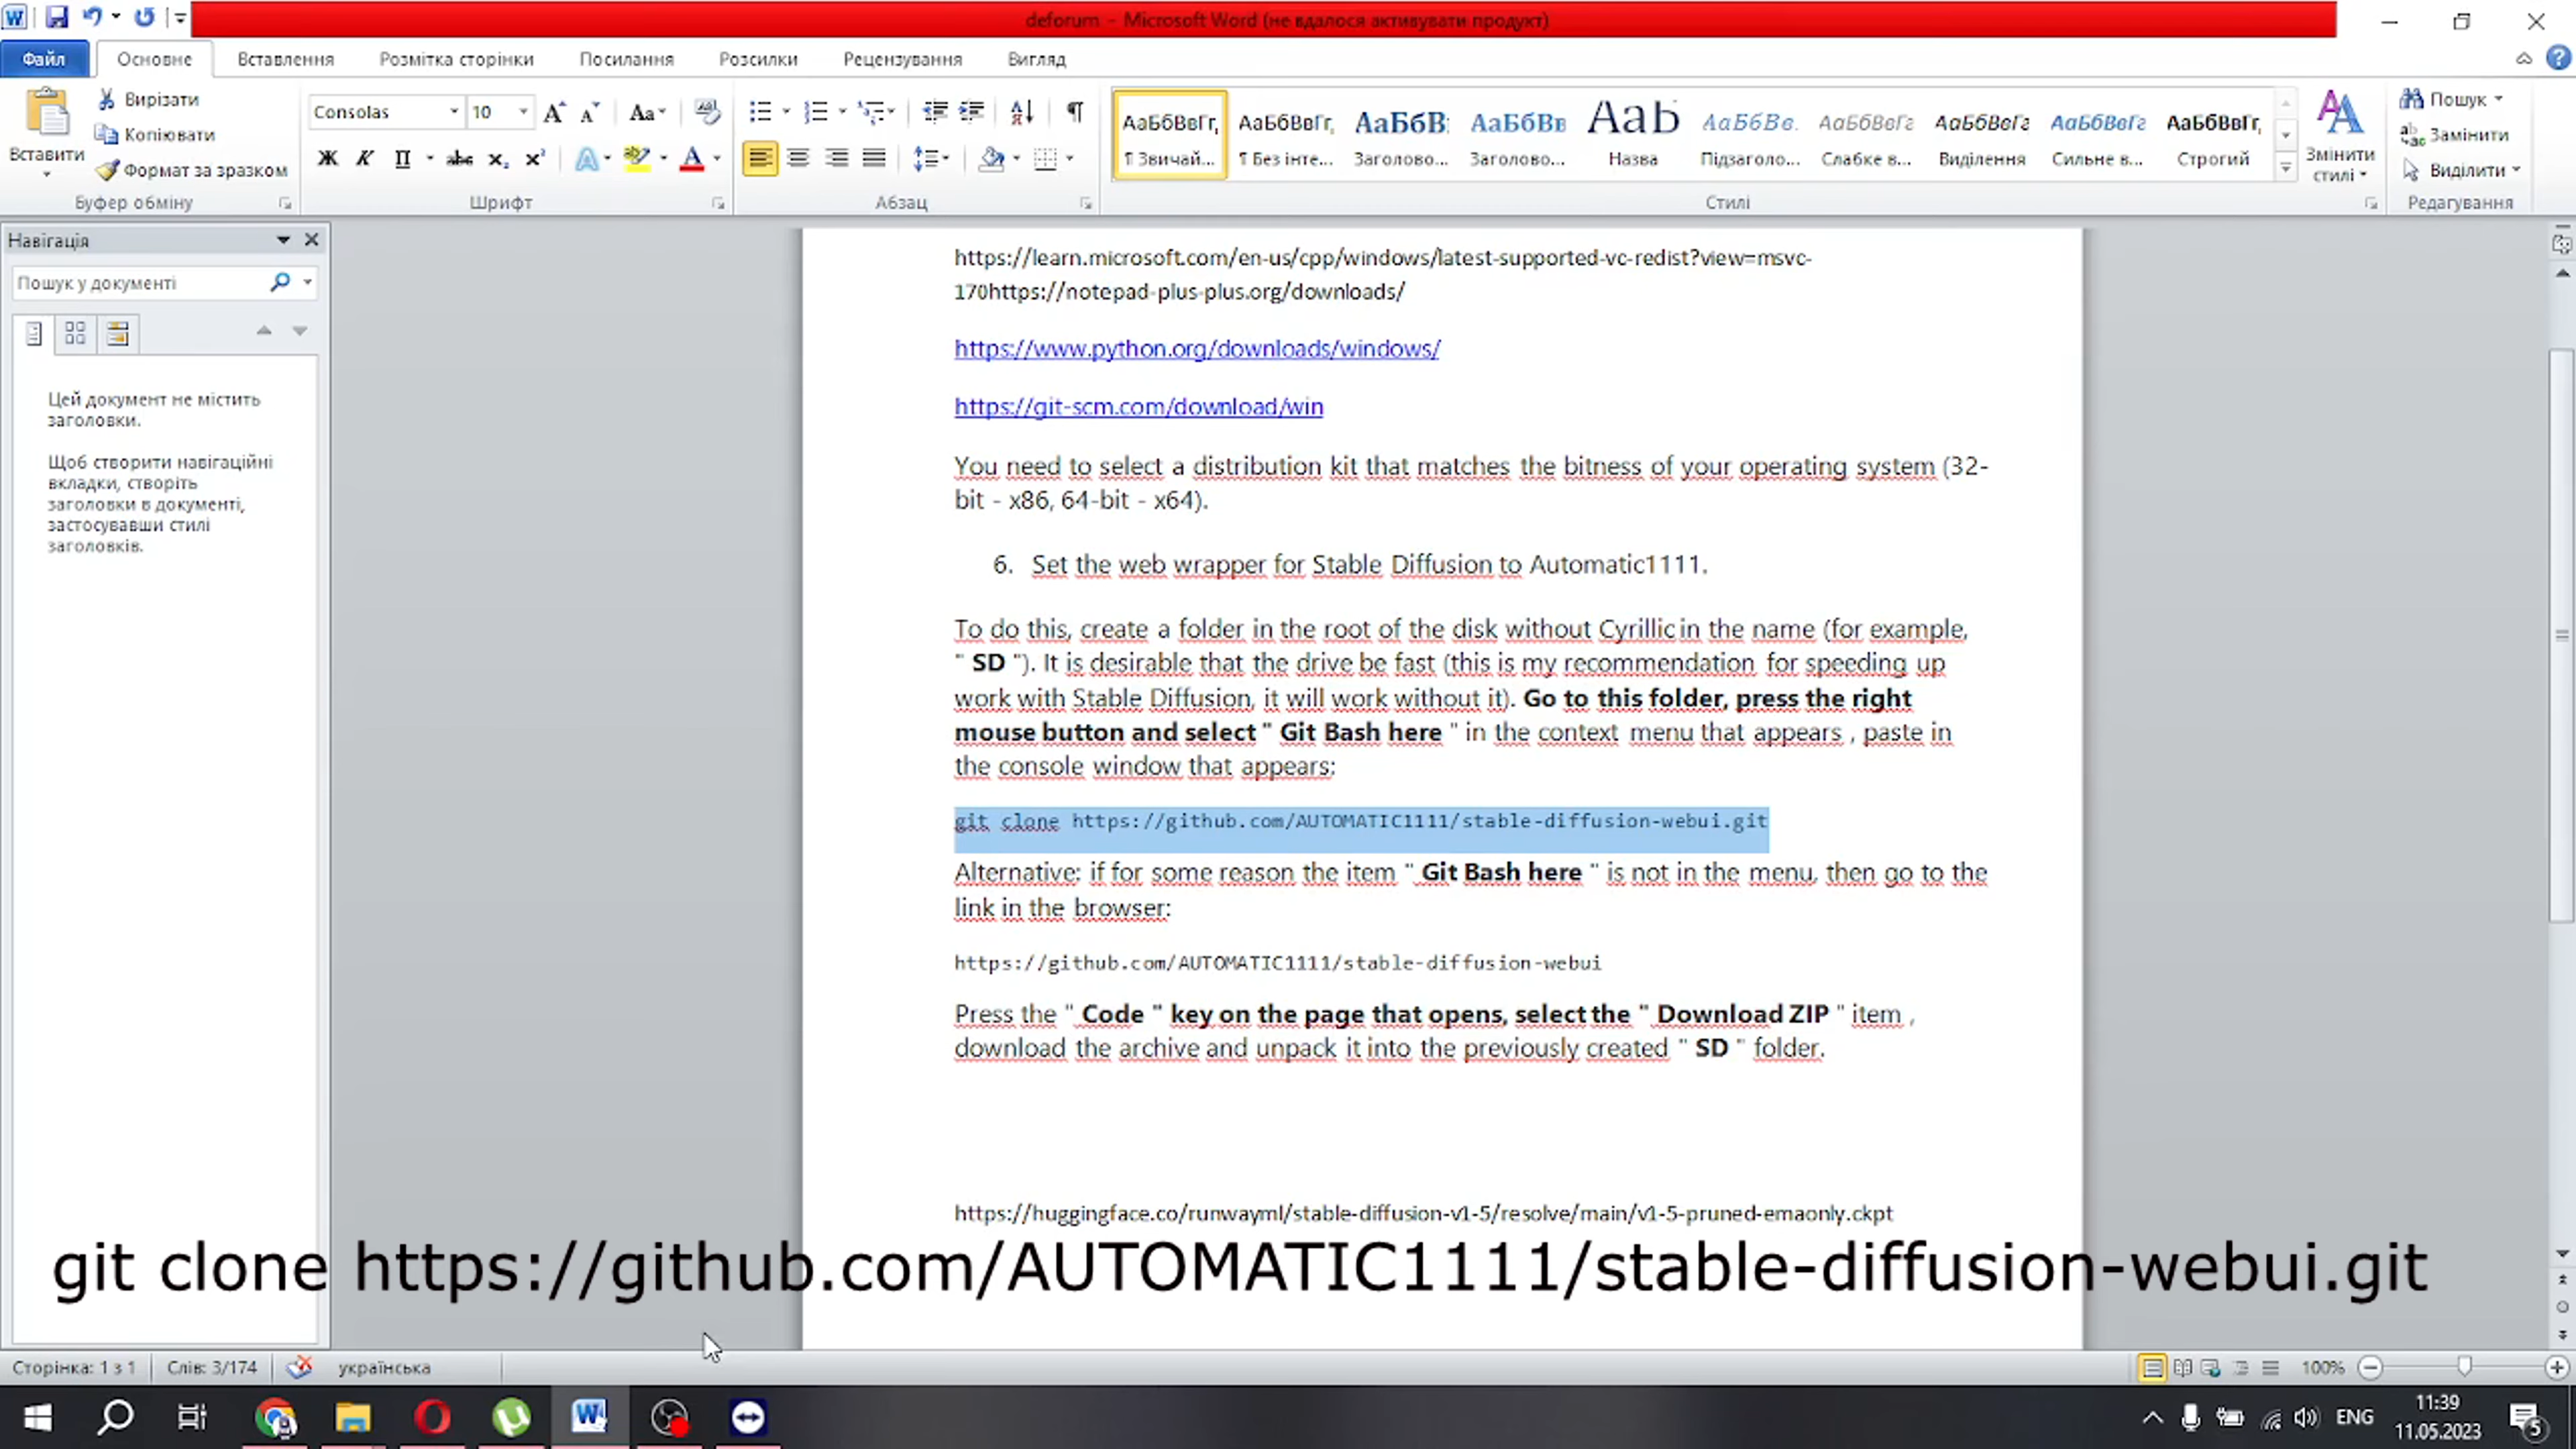 deforum - Microsoft Word (не вдалося активувати продукт)
Файл Основне Вставлення Розмітка сторінки Посилання Розсилки Рецензування Вигляд
Вставити
Вирізати
Копіювати
Формат за зразком
Буфер обміну
Consolas 10
Ж К П abc x₂ x²
Шрифт
Абзац
АаБбВвГг, АаБбВвГг, АаБбВ АаБбВв АаБ АаБбВв. АаБбВвГг АаБбВвГг АаБбВвГг АаБбВвГг,
¶ Звичай... ¶ Без інте... Заголово... Заголово... Назва Підзаголо... Слабке в... Виділення Сильне в... Строгий
Стилі
Змінити
стилі
Пошук
Замінити
Виділити
Редагування
Навігація
Пошук у документі
Цей документ не містить
заголовки.
Щоб створити навігаційні
вкладки, створіть
заголовки в документі,
застосувавши стилі
заголовків.
https://learn.microsoft.com/en-us/cpp/windows/latest-supported-vc-redist?view=msvc-
170https://notepad-plus-plus.org/downloads/
https://www.python.org/downloads/windows/
https://git-scm.com/download/win
You need to select a distribution kit that matches the bitness of your operating system (32-
bit - x86, 64-bit - x64).
6. Set the web wrapper for Stable Diffusion to Automatic1111.
To do this, create a folder in the root of the disk without Cyrillic in the name (for example,
" SD "). It is desirable that the drive be fast (this is my recommendation for speeding up
work with Stable Diffusion, it will work without it). Go to this folder, press the right
mouse button and select " Git Bash here " in the context menu that appears , paste in
the console window that appears:
git clone https://github.com/AUTOMATIC1111/stable-diffusion-webui.git
Alternative: if for some reason the item " Git Bash here " is not in the menu, then go to the
link in the browser:
https://github.com/AUTOMATIC1111/stable-diffusion-webui
Press the " Code " key on the page that opens, select the " Download ZIP " item ,
download the archive and unpack it into the previously created " SD " folder.
https://huggingface.co/runwayml/stable-diffusion-v1-5/resolve/main/v1-5-pruned-emaonly.ckpt
git clone https://github.com/AUTOMATIC1111/stable-diffusion-webui.git
Сторінка: 1 з 1 Слів: 3/174 українська 100%
ENG 11:39
11.05.2023 5